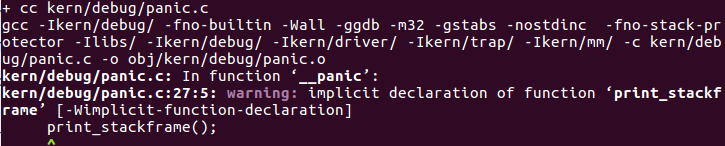 + cc kern/debug/panic.c
gcc -Ikern/debug/ -fno-builtin -Wall -ggdb -m32 -gstabs -nostdinc  -fno-stack-pr
otector -Ilibs/ -Ikern/debug/ -Ikern/driver/ -Ikern/trap/ -Ikern/mm/ -c kern/deb
ug/panic.c -o obj/kern/debug/panic.o
kern/debug/panic.c: In function ‘__panic’:
kern/debug/panic.c:27:5: warning: implicit declaration of function ‘print_stackf
rame’ [-Wimplicit-function-declaration]
     print_stackframe();
     ^